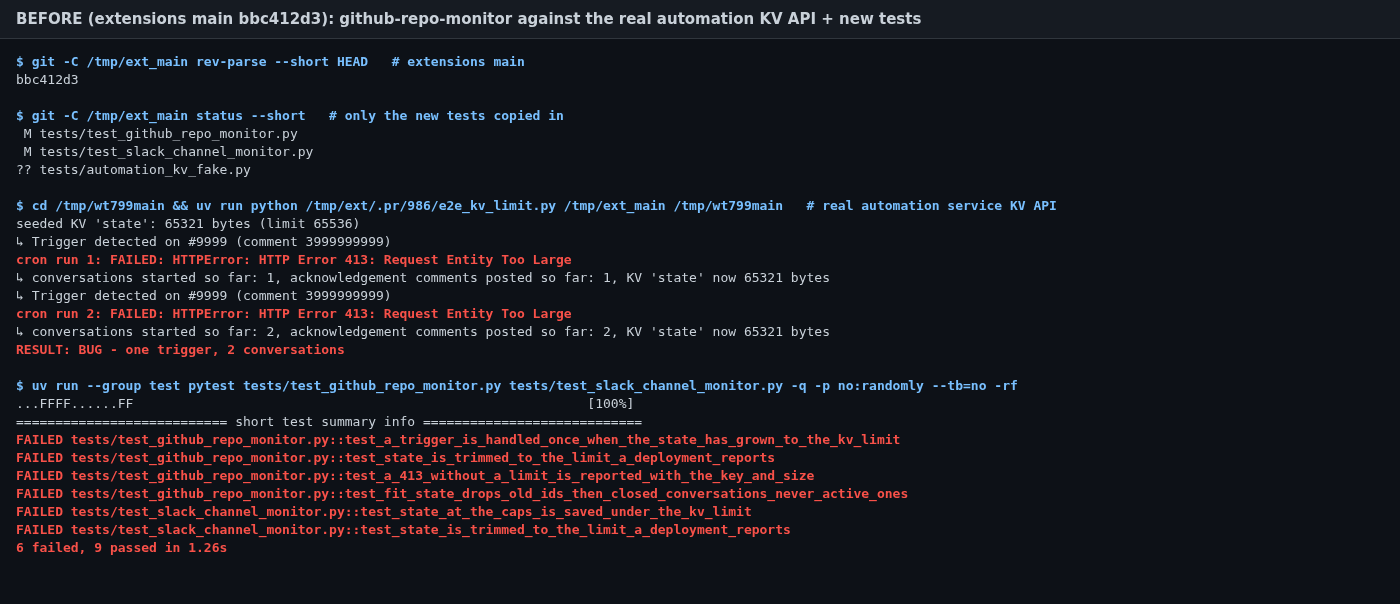 BEFORE (extensions main bbc412d3): github-repo-monitor against the real automation KV API + new tests
$ git -C /tmp/ext_main rev-parse --short HEAD   # extensions main
bbc412d3
$ git -C /tmp/ext_main status --short   # only the new tests copied in
 M tests/test_github_repo_monitor.py
 M tests/test_slack_channel_monitor.py
?? tests/automation_kv_fake.py
$ cd /tmp/wt799main && uv run python /tmp/ext/.pr/986/e2e_kv_limit.py /tmp/ext_main /tmp/wt799main   # real automation service KV API
seeded KV 'state': 65321 bytes (limit 65536)
↳ Trigger detected on #9999 (comment 3999999999)
cron run 1: FAILED: HTTPError: HTTP Error 413: Request Entity Too Large
↳ conversations started so far: 1, acknowledgement comments posted so far: 1, KV 'state' now 65321 bytes
↳ Trigger detected on #9999 (comment 3999999999)
cron run 2: FAILED: HTTPError: HTTP Error 413: Request Entity Too Large
↳ conversations started so far: 2, acknowledgement comments posted so far: 2, KV 'state' now 65321 bytes
RESULT: BUG - one trigger, 2 conversations
$ uv run --group test pytest tests/test_github_repo_monitor.py tests/test_slack_channel_monitor.py -q -p no:randomly --tb=no -rf
...FFFF......FF                                                          [100%]
=========================== short test summary info ============================
FAILED tests/test_github_repo_monitor.py::test_a_trigger_is_handled_once_when_the_state_has_grown_to_the_kv_limit
FAILED tests/test_github_repo_monitor.py::test_state_is_trimmed_to_the_limit_a_deployment_reports
FAILED tests/test_github_repo_monitor.py::test_a_413_without_a_limit_is_reported_with_the_key_and_size
FAILED tests/test_github_repo_monitor.py::test_fit_state_drops_old_ids_then_closed_conversations_never_active_ones
FAILED tests/test_slack_channel_monitor.py::test_state_at_the_caps_is_saved_under_the_kv_limit
FAILED tests/test_slack_channel_monitor.py::test_state_is_trimmed_to_the_limit_a_deployment_reports
6 failed, 9 passed in 1.26s